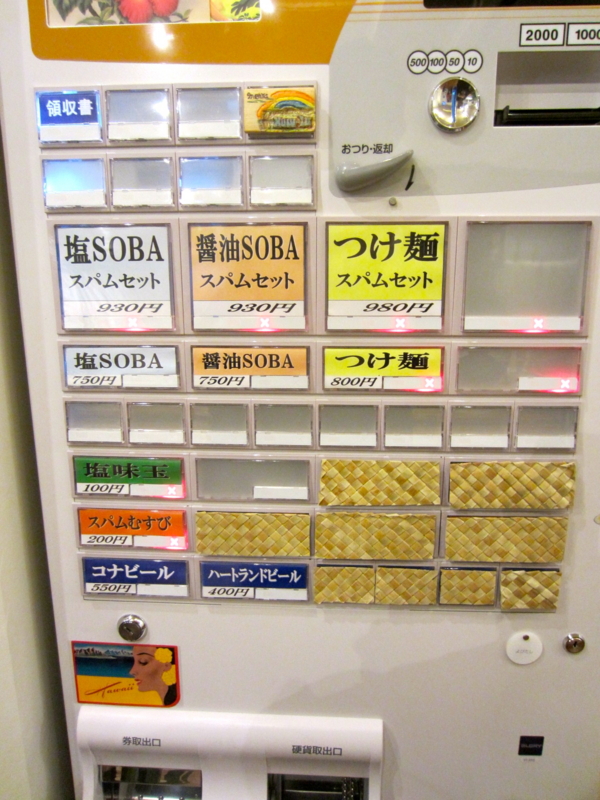 2000 1000
500 100 50 10
おつり・返却
領収書
塩SOBA
スパムセット
930円
醤油SOBA
スパムセット
930円
つけ麺
スパムセット
980円
塩SOBA
750円
醤油SOBA
750円
つけ麺
800円
塩味玉
100円
スパムむすび
200円
コナビール
550円
ハートランドビール
400円
Hawaii
券取出口
硬貨取出口